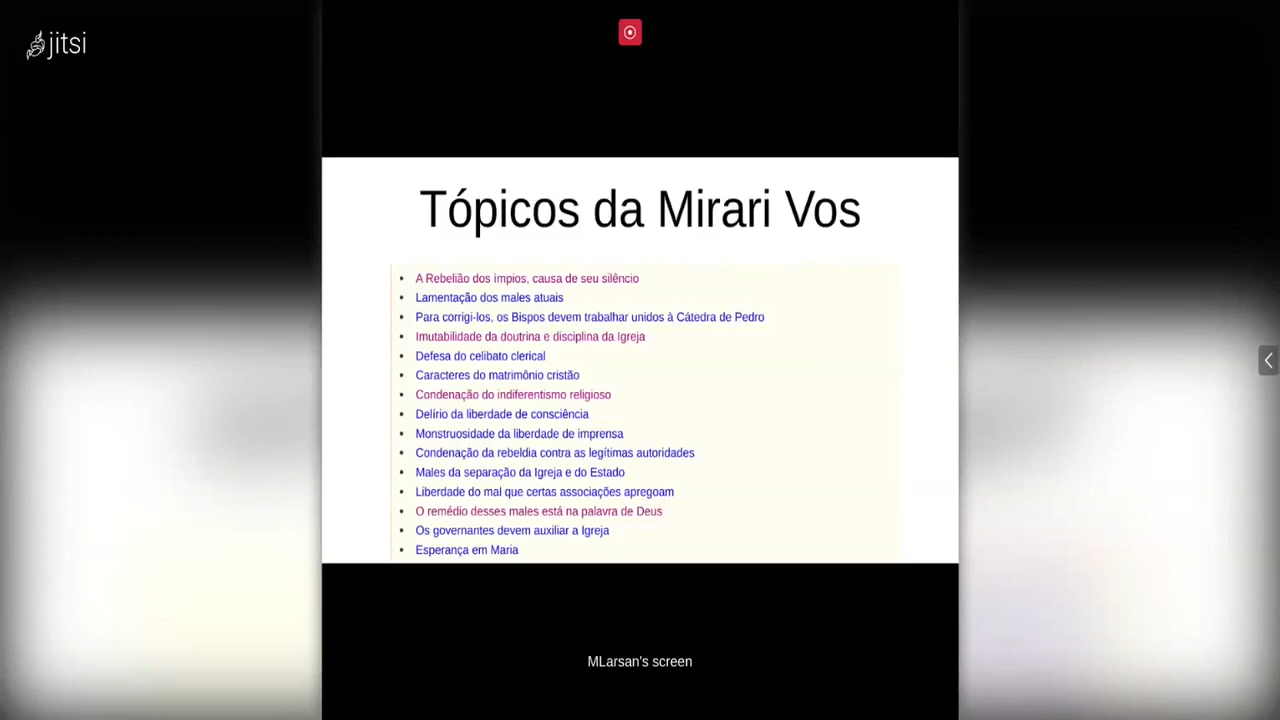 jitsi
Tópicos da Mirari Vos
• A Rebelião dos ímpios, causa de seu silêncio
• Lamentação dos males atuais
• Para corrigi-los, os Bispos devem trabalhar unidos à Cátedra de Pedro
• Imutabilidade da doutrina e disciplina da Igreja
• Defesa do celibato clerical
• Caracteres do matrimônio cristão
• Condenação do indiferentismo religioso
• Delírio da liberdade de consciência
• Monstruosidade da liberdade de imprensa
• Condenação da rebeldia contra as legítimas autoridades
• Males da separação da Igreja e do Estado
• Liberdade do mal que certas associações apregoam
• O remédio desses males está na palavra de Deus
• Os governantes devem auxiliar a Igreja
• Esperança em Maria
MLarsan's screen